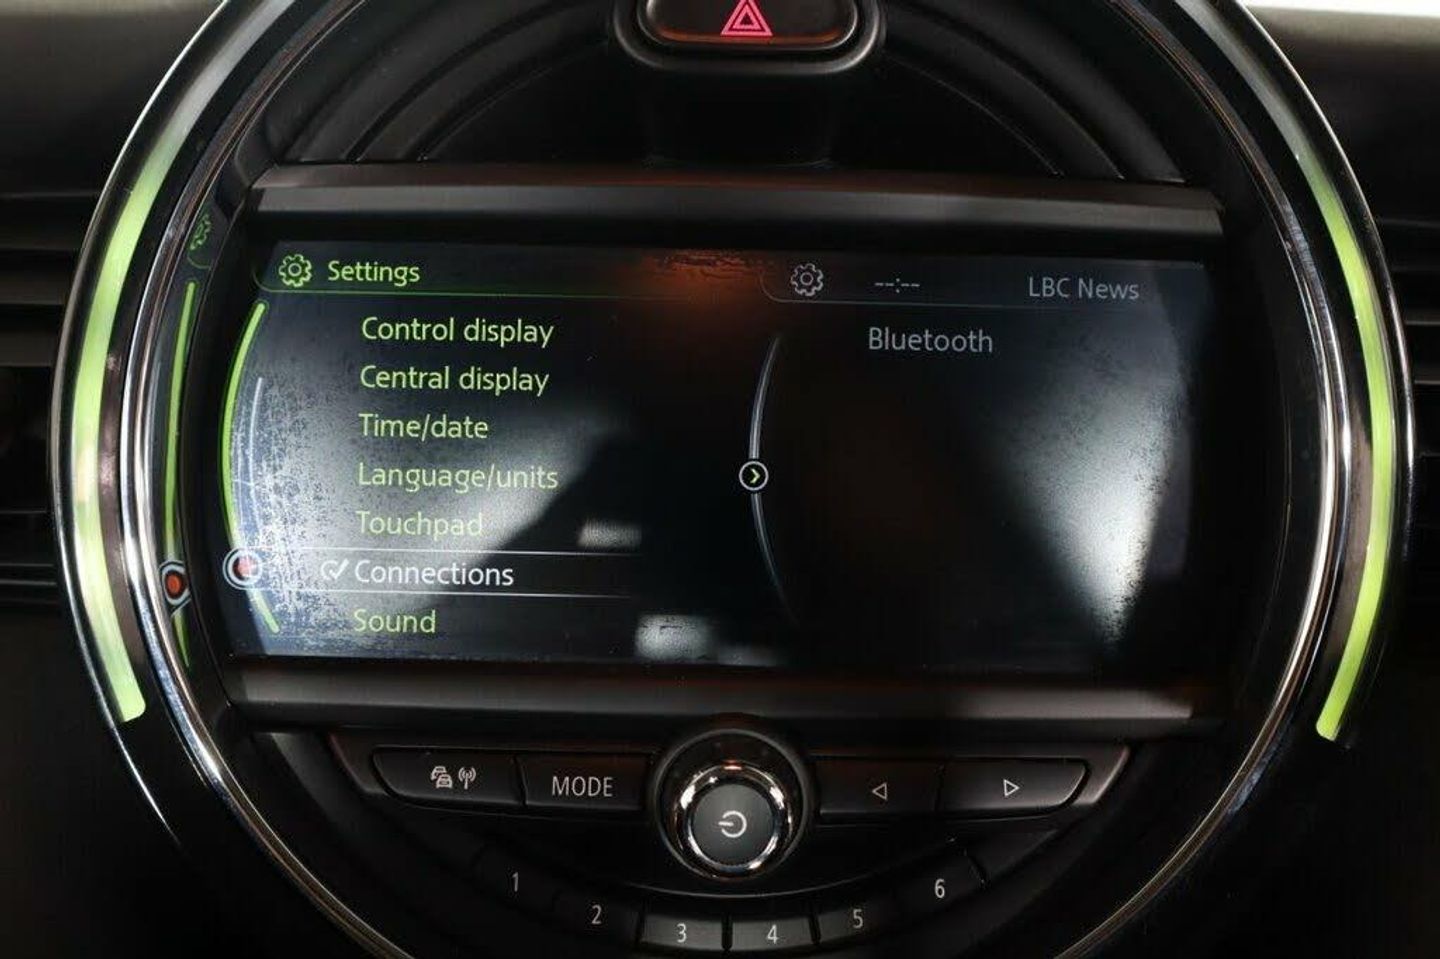 Settings
--:--
LBC News
Control display
Bluetooth
Central display
Time/date
Language/units
Touchpad
Connections
Sound
MODE
1
2
3
4
5
6